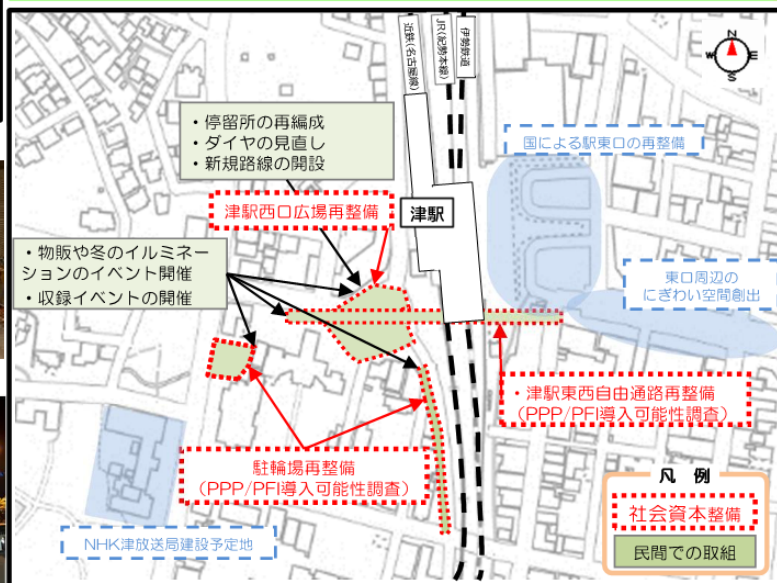 近鉄(名古屋線)
JR(紀勢本線)
伊勢鉄道
N
W
E
S
・停留所の再編成
・ダイヤの見直し
・新規路線の開設
国による駅東口の再整備
津駅西口広場再整備
津駅
・物販や冬のイルミネー
ションのイベント開催
・収録イベントの開催
東口周辺の
にぎわい空間創出
・津駅東西自由通路再整備
（PPP/PFI導入可能性調査）
駐輪場再整備
（PPP/PFI導入可能性調査）
NHK津放送局建設予定地
凡 例
社会資本整備
民間での取組